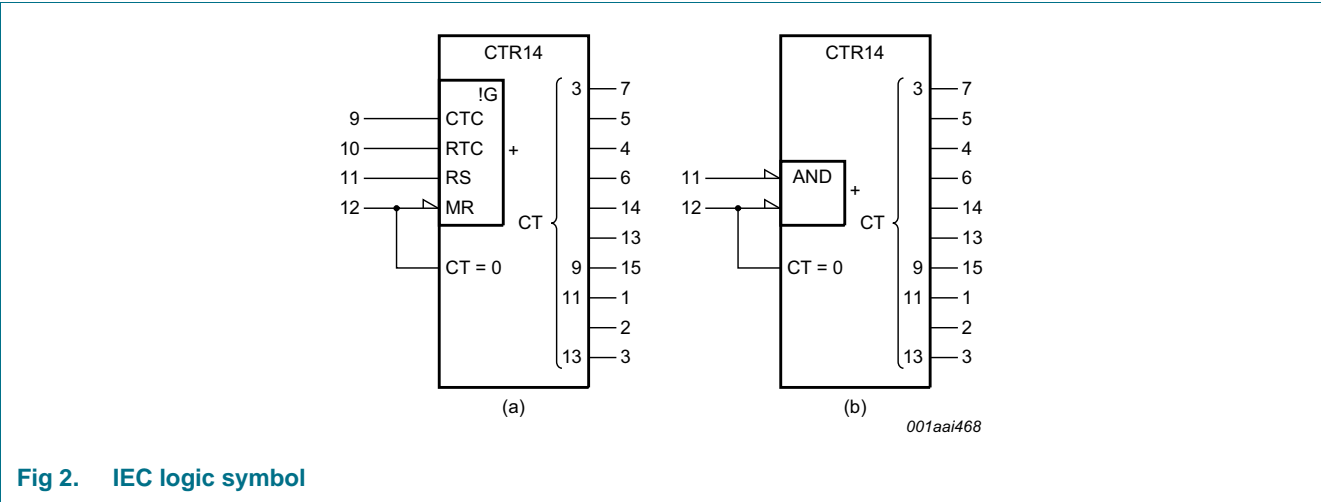 CTR14 CTR14
!G 3 7 3 7
9 CTC 5 5
10 RTC + 4 4
11 RS 6 11 AND + 6
12 MR 14 12 14
CT CT
13 13
CT = 0 9 15 CT = 0 9 15
11 1 11 1
2 2
13 3 13 3
(a) (b)
001aai468
Fig 2. IEC logic symbol